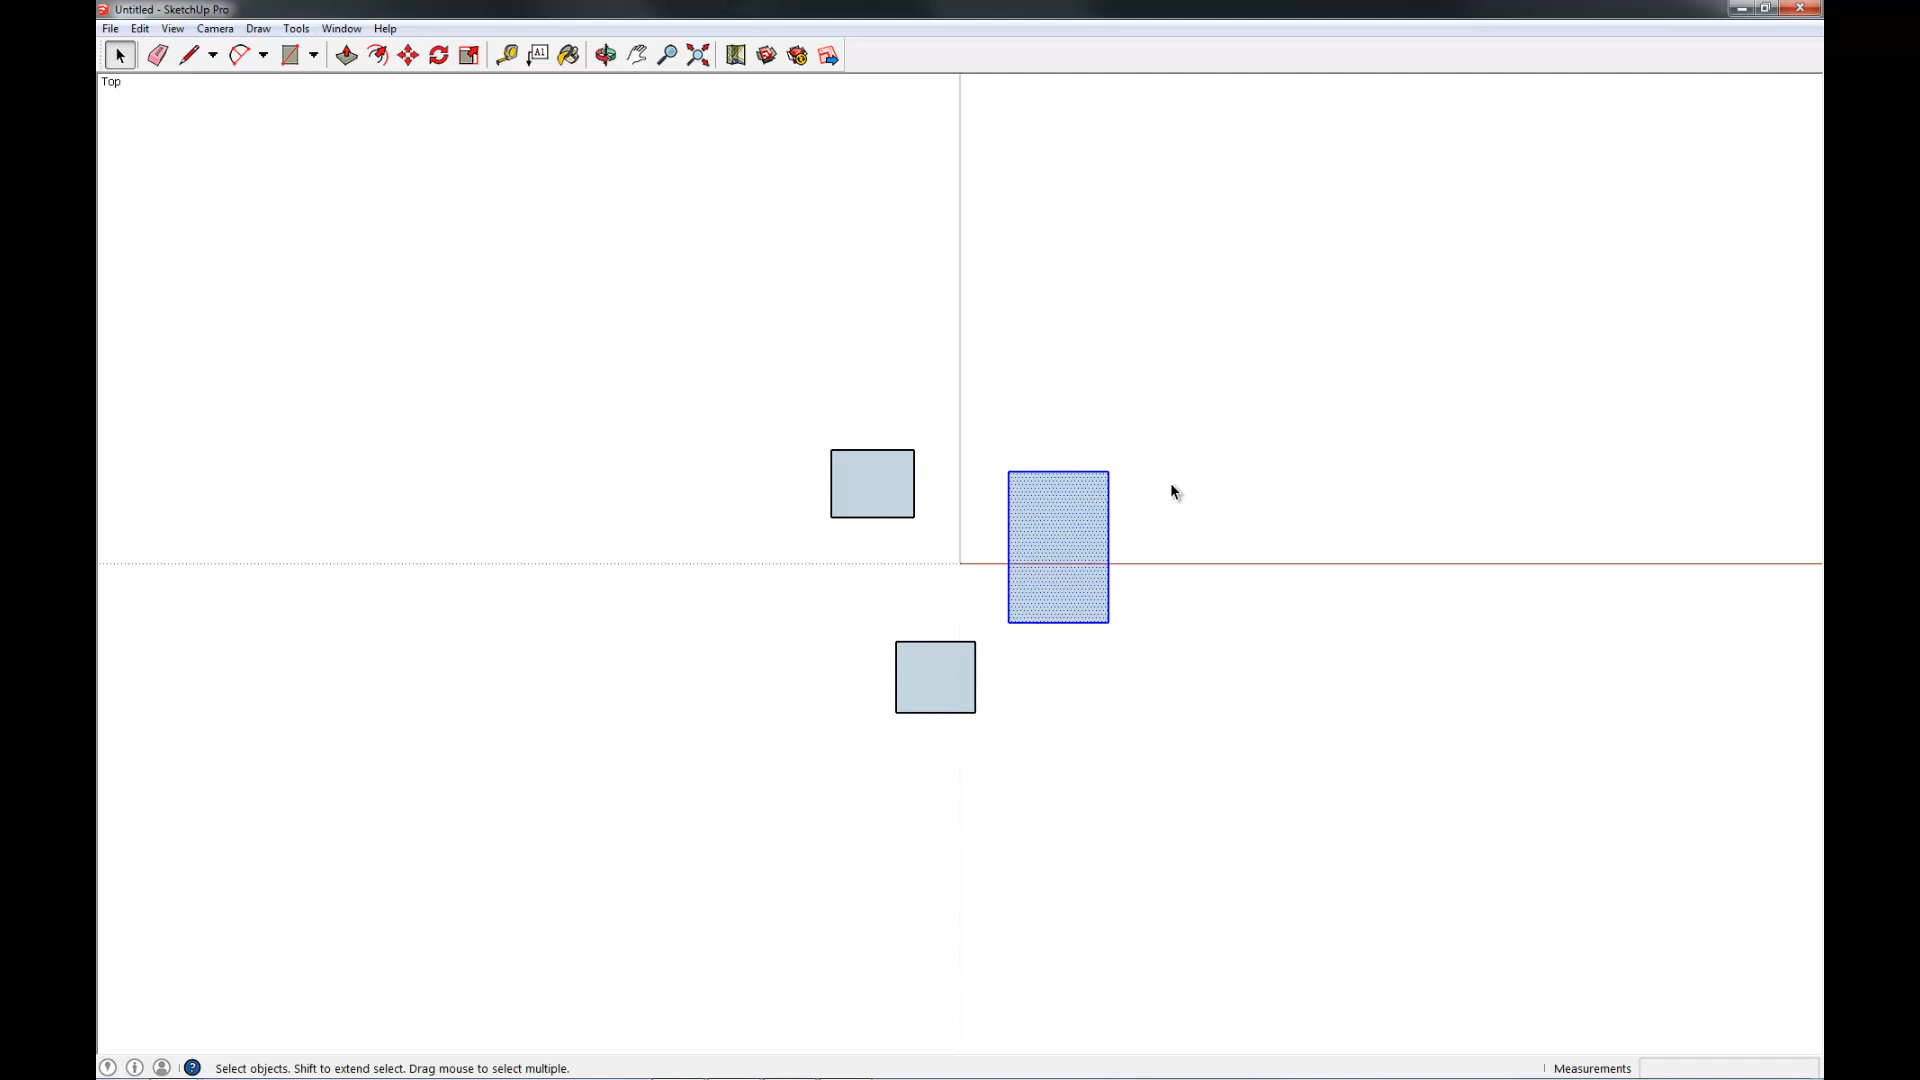 Untitled - SketchUp Pro
File Edit View Camera Draw Tools Window Help
A1
Top
? Select objects. Shift to extend select. Drag mouse to select multiple. Measurements